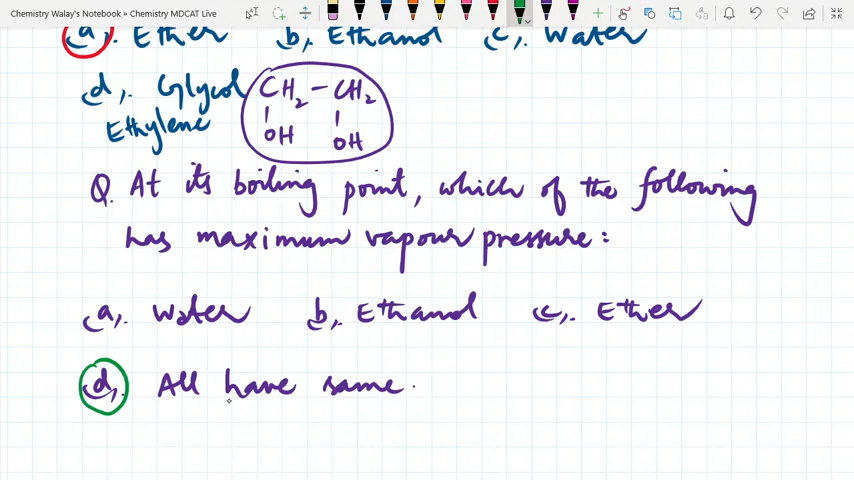 Chemistry Walay's Notebook » Chemistry MDCAT Live
(a). Ether b). Ethanol c). Water
d). Glycol CH2 - CH2
Ethylene OH OH
Q. At its boiling point, which of the following
has maximum vapour pressure:
a). Water b). Ethanol c). Ether
d). All have same.